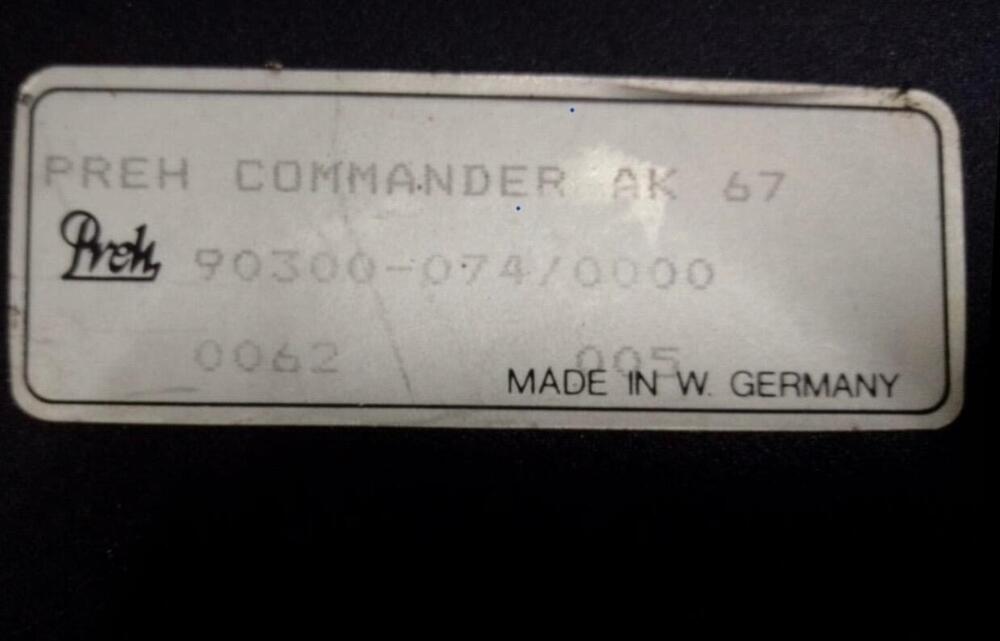 PREH COMMANDER AK 67
Preh 90300-074/0000
0062 005
MADE IN W. GERMANY